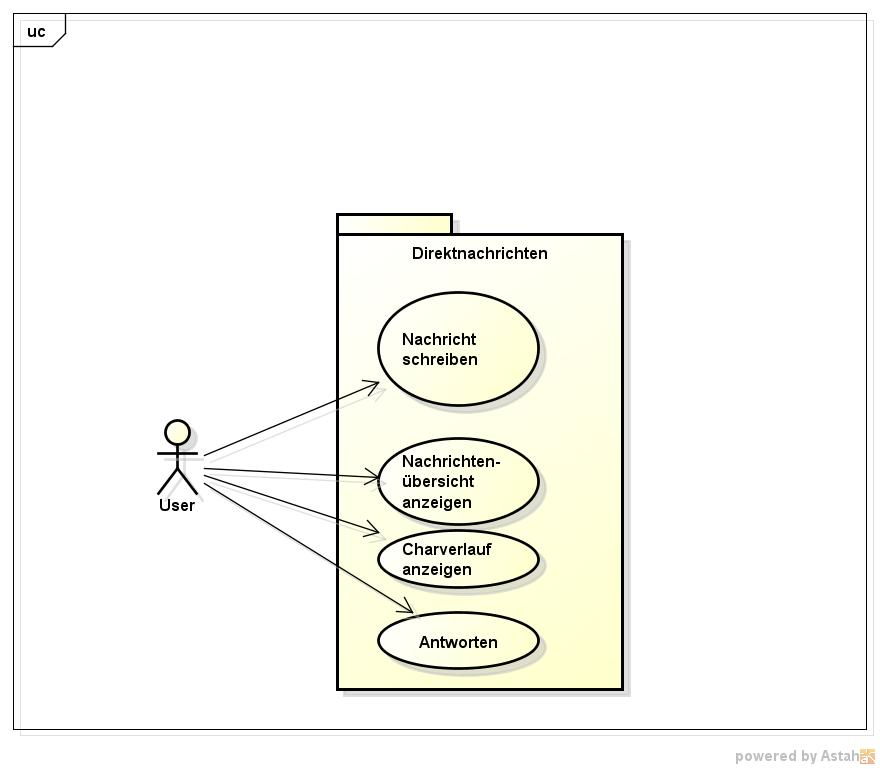 uc
Direktnachrichten
Nachricht
schreiben
Nachrichten-
übersicht
anzeigen
Charverlauf
anzeigen
Antworten
User
powered by Astah